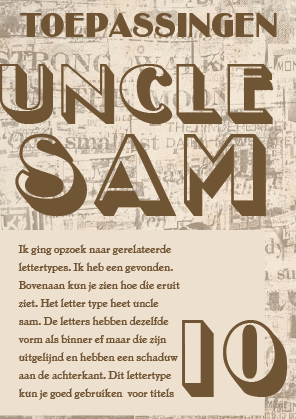 TOEPASSINGEN
UNCLE
SAM
Ik ging opzoek naar gerelateerde
lettertypes. Ik heb een gevonden.
Bovenaan kun je zien hoe die eruit
ziet. Het letter type heet uncle
sam. De letters hebben dezelfde
vorm als binner ef maar die zijn
uitgelijnd en hebben een schaduw
aan de achterkant. Dit lettertype
kun je goed gebruiken voor titels
10